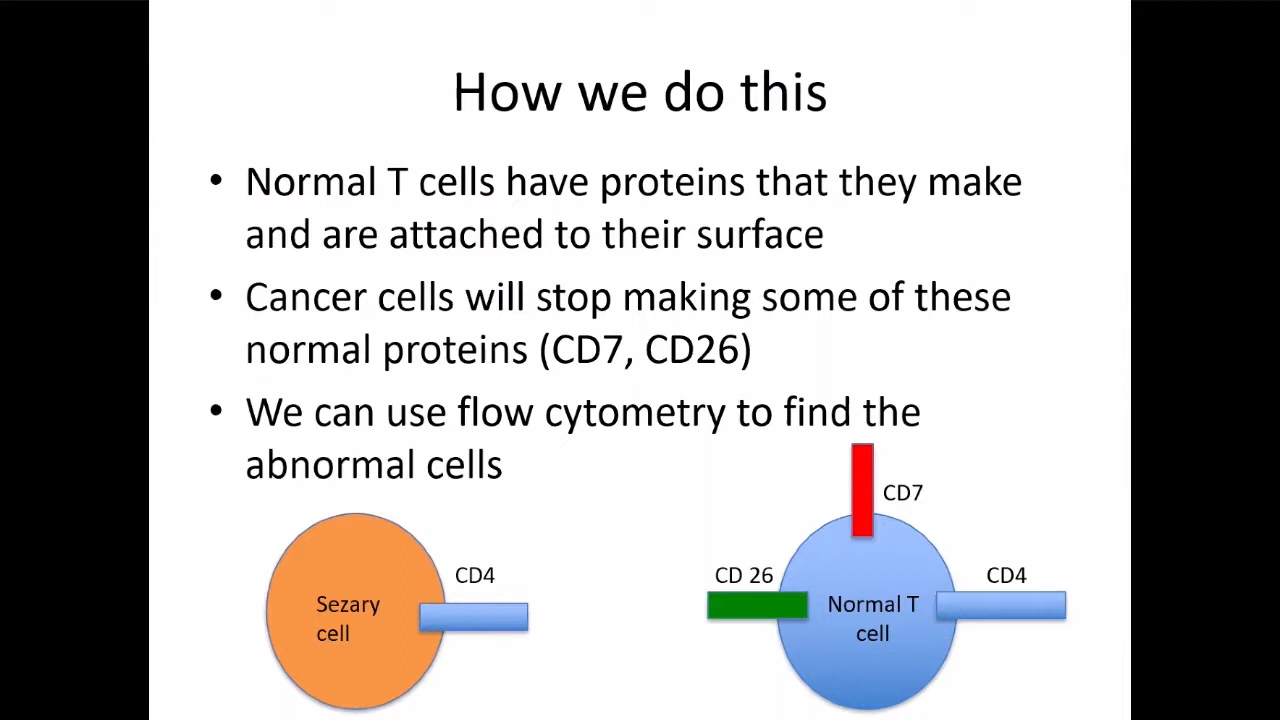 How we do this
• Normal T cells have proteins that they make
and are attached to their surface
• Cancer cells will stop making some of these
normal proteins (CD7, CD26)
• We can use flow cytometry to find the
abnormal cells
CD7
CD4
CD 26
CD4
Sezary
cell
Normal T
cell